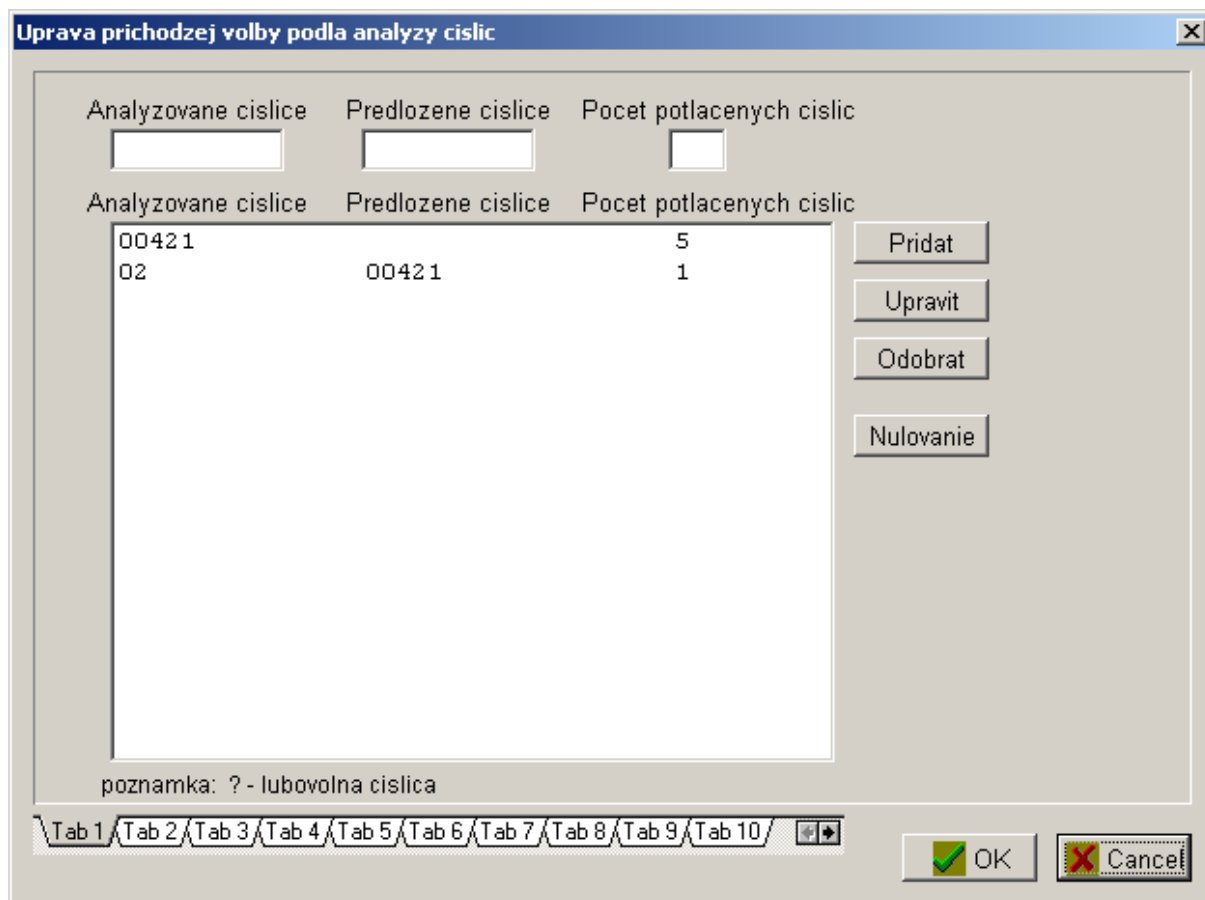 Uprava prichodzej volby podla analyzy cislic
Analyzovane cislice Predlozene cislice Pocet potlacenych cislic
Analyzovane cislice Predlozene cislice Pocet potlacenych cislic
00421 5
02 00421 1
Pridat
Upravit
Odobrat
Nulovanie
poznamka: ? - lubovolna cislica
Tab 1 Tab 2 Tab 3 Tab 4 Tab 5 Tab 6 Tab 7 Tab 8 Tab 9 Tab 10
OK Cancel